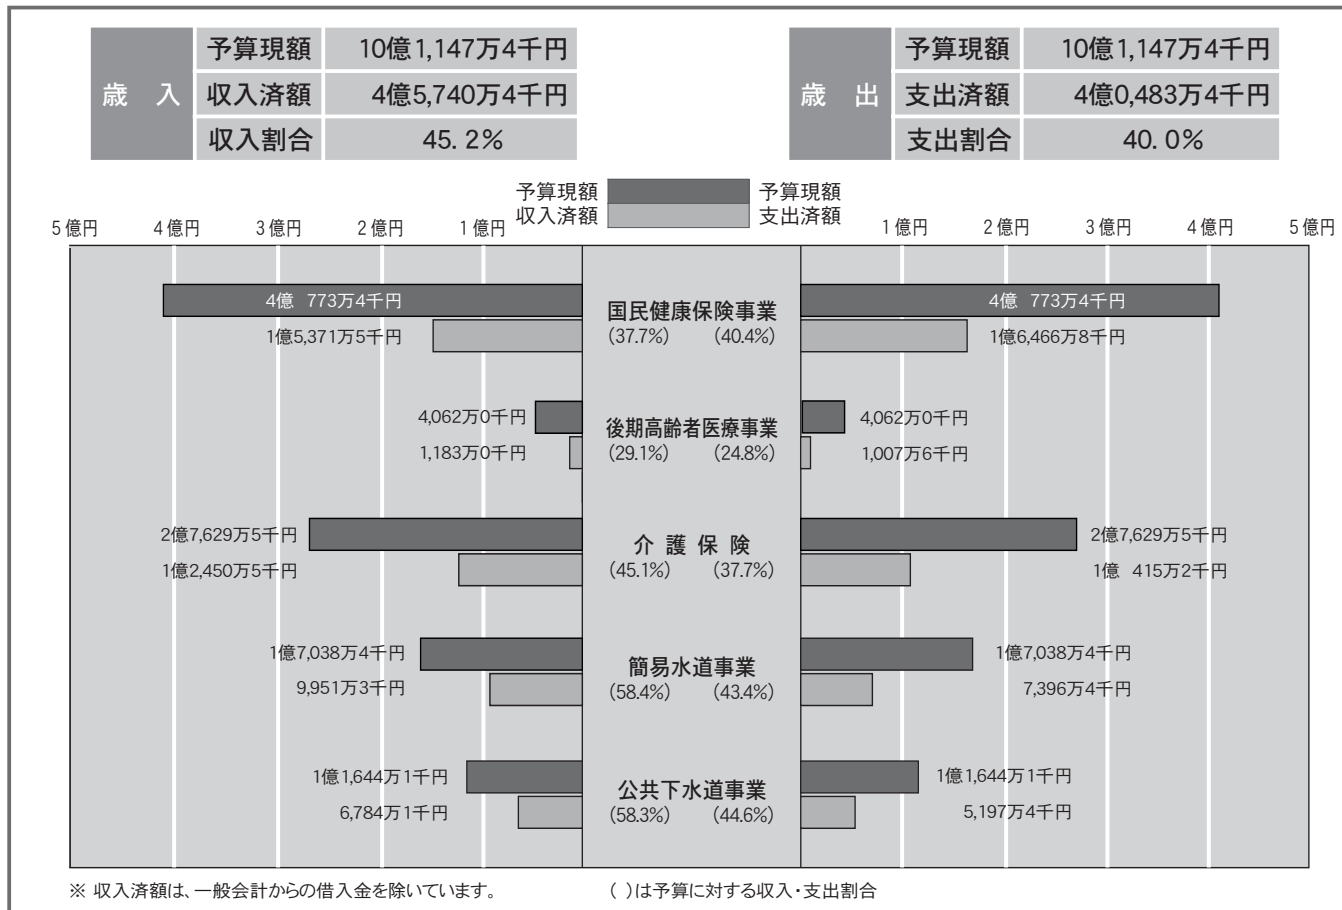 歳入
予算現額 10億1,147万4千円
収入済額 4億5,740万4千円
収入割合 45.2%
歳出
予算現額 10億1,147万4千円
支出済額 4億0,483万4千円
支出割合 40.0%
予算現額 予算現額
収入済額 支出済額
5億円 4億円 3億円 2億円 1億円 1億円 2億円 3億円 4億円 5億円
4億 773万4千円 国民健康保険事業 4億 773万4千円
1億5,371万5千円 (37.7%) (40.4%) 1億6,466万8千円
4,062万0千円 後期高齢者医療事業 4,062万0千円
1,183万0千円 (29.1%) (24.8%) 1,007万6千円
2億7,629万5千円 介護保険 2億7,629万5千円
1億2,450万5千円 (45.1%) (37.7%) 1億 415万2千円
1億7,038万4千円 簡易水道事業 1億7,038万4千円
9,951万3千円 (58.4%) (43.4%) 7,396万4千円
1億1,644万1千円 公共下水道事業 1億1,644万1千円
6,784万1千円 (58.3%) (44.6%) 5,197万4千円
※ 収入済額は、一般会計からの借入金を除いています。 ( )は予算に対する収入・支出割合